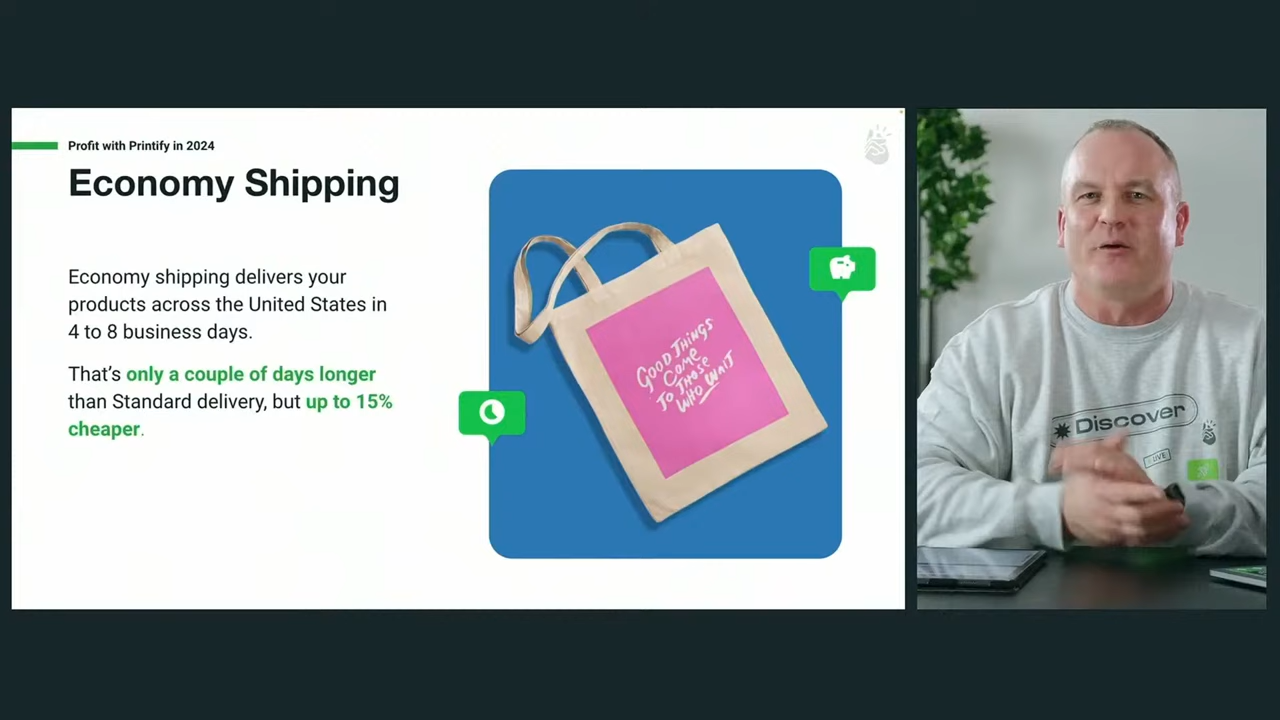 Profit with Printify in 2024
Economy Shipping
Economy shipping delivers your
products across the United States in
4 to 8 business days.
That's only a couple of days longer
than Standard delivery, but up to 15%
cheaper.
GOOD THINGS
COME
TO THOSE
WHO WAIT
Discover
LIVE